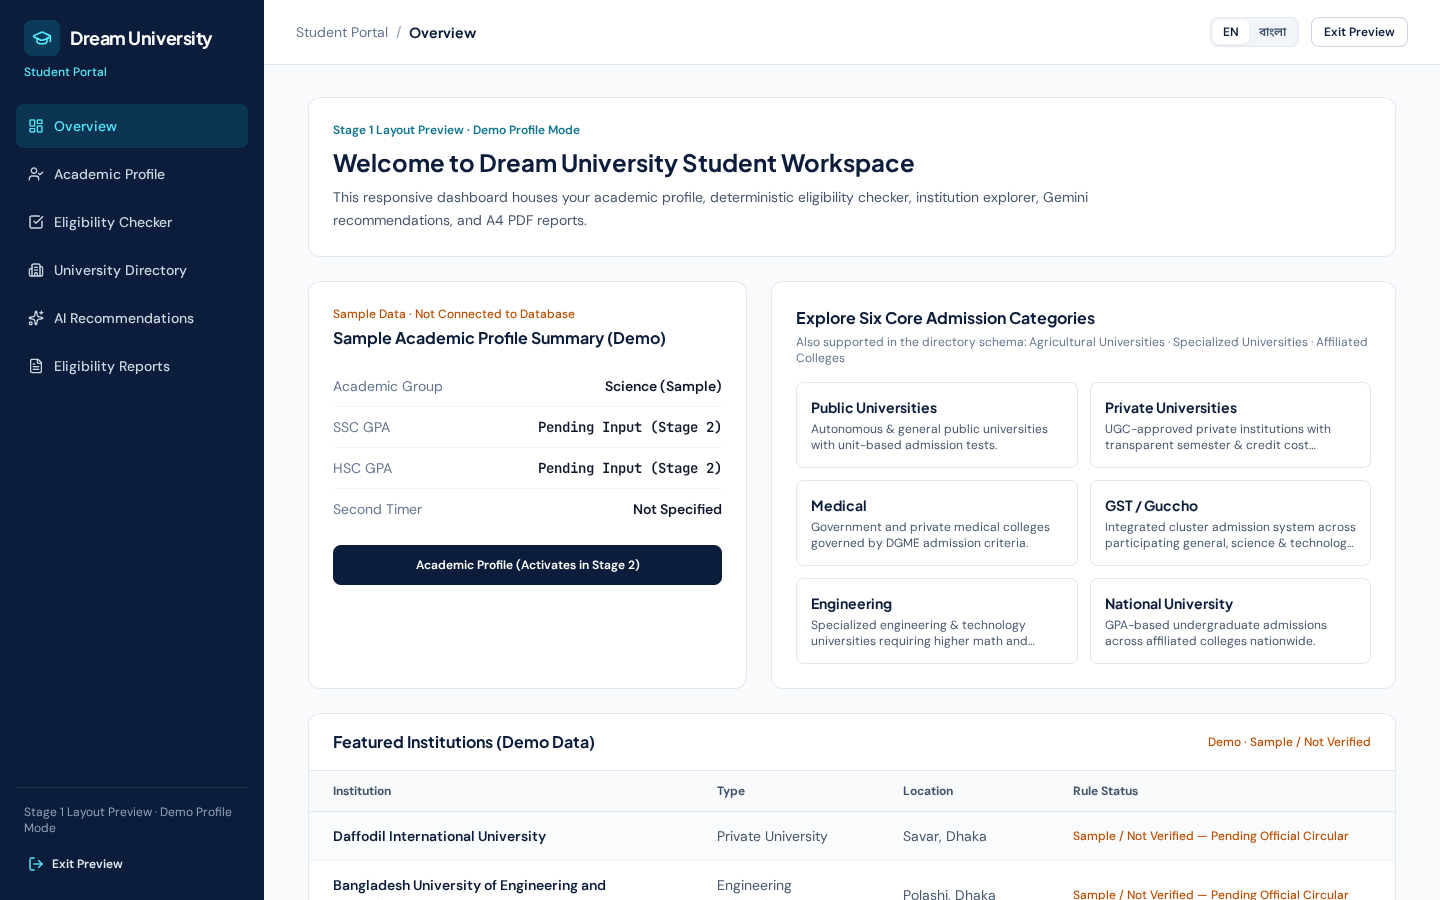 Dream University
Student Portal
Overview
Academic Profile
Eligibility Checker
University Directory
AI Recommendations
Eligibility Reports
Stage 1 Layout Preview · Demo Profile
Mode
Exit Preview
Student Portal / Overview
EN বাংলা Exit Preview
Stage 1 Layout Preview · Demo Profile Mode
Welcome to Dream University Student Workspace
This responsive dashboard houses your academic profile, deterministic eligibility checker, institution explorer, Gemini
recommendations, and A4 PDF reports.
Sample Data · Not Connected to Database
Sample Academic Profile Summary (Demo)
Academic Group Science (Sample)
SSC GPA Pending Input (Stage 2)
HSC GPA Pending Input (Stage 2)
Second Timer Not Specified
Academic Profile (Activates in Stage 2)
Explore Six Core Admission Categories
Also supported in the directory schema: Agricultural Universities · Specialized Universities · Affiliated
Colleges
Public Universities
Autonomous & general public universities
with unit-based admission tests.
Private Universities
UGC-approved private institutions with
transparent semester & credit cost…
Medical
Government and private medical colleges
governed by DGME admission criteria.
GST / Guccho
Integrated cluster admission system across
participating general, science & technolog…
Engineering
Specialized engineering & technology
universities requiring higher math and…
National University
GPA-based undergraduate admissions
across affiliated colleges nationwide.
Featured Institutions (Demo Data)
Demo · Sample / Not Verified
Institution Type Location Rule Status
Daffodil International University Private University Savar, Dhaka Sample / Not Verified — Pending Official Circular
Bangladesh University of Engineering and Engineering Polashi, Dhaka Sample / Not Verified — Pending Official Circular